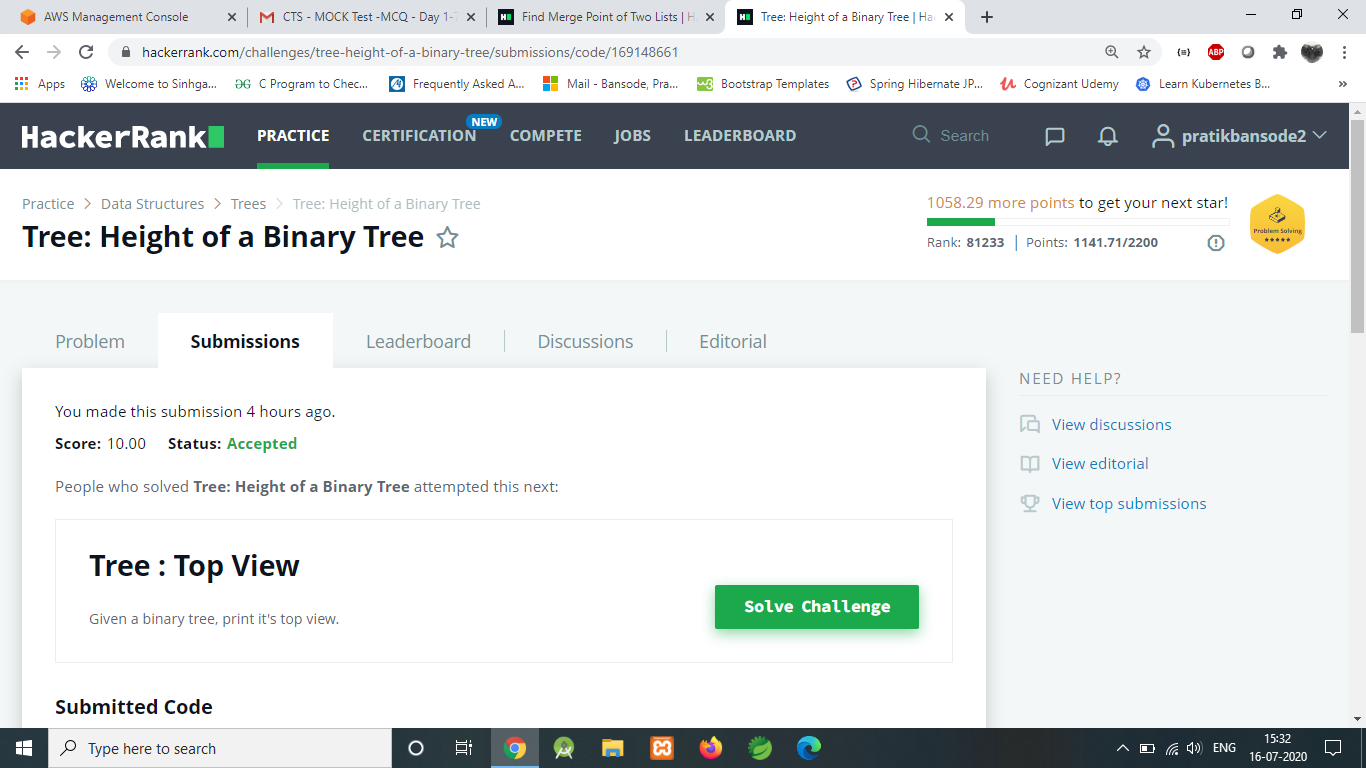 AWS Management Console
CTS - MOCK Test -MCQ - Day 1-7
Find Merge Point of Two Lists | H
Tree: Height of a Binary Tree | Ha
hackerrank.com/challenges/tree-height-of-a-binary-tree/submissions/code/169148661
ABP
Apps
Welcome to Sinhga...
C Program to Chec...
Frequently Asked A...
Mail - Bansode, Pra...
Bootstrap Templates
Spring Hibernate JP...
Cognizant Udemy
Learn Kubernetes B...
HackerRank
PRACTICE
CERTIFICATION
NEW
COMPETE
JOBS
LEADERBOARD
Search
pratikbansode2
Practice > Data Structures > Trees > Tree: Height of a Binary Tree
Tree: Height of a Binary Tree
1058.29 more points to get your next star!
Rank: 81233 | Points: 1141.71/2200
Problem Solving
Problem
Submissions
Leaderboard
Discussions
Editorial
You made this submission 4 hours ago.
Score: 10.00 Status: Accepted
People who solved Tree: Height of a Binary Tree attempted this next:
Tree : Top View
Given a binary tree, print it's top view.
Solve Challenge
Submitted Code
NEED HELP?
View discussions
View editorial
View top submissions
Type here to search
ENG
15:32
16-07-2020